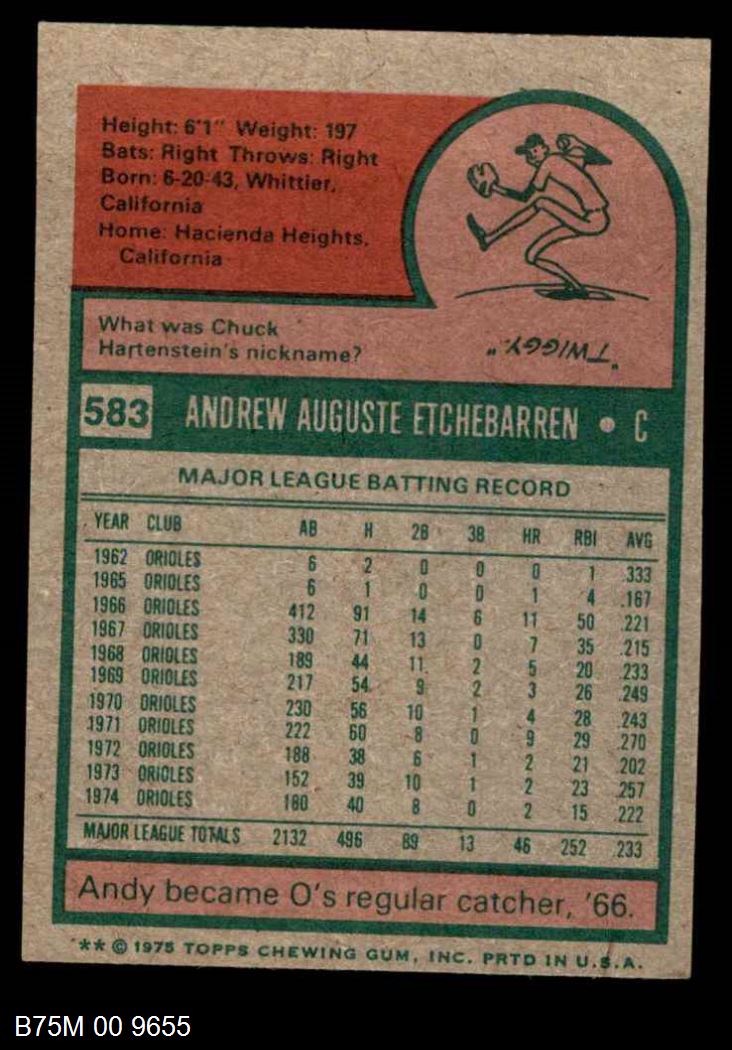 Height: 6'1" Weight: 197
Bats: Right Throws: Right
Born: 6-20-43, Whittier,
California
Home: Hacienda Heights,
California
What was Chuck
Hartenstein's nickname?
"TWIGGY."
583 ANDREW AUGUSTE ETCHEBARREN • C
MAJOR LEAGUE BATTING RECORD
YEAR CLUB AB H 2B 3B HR RBI AVG
1962 ORIOLES 6 2 0 0 0 1 .333
1965 ORIOLES 6 1 0 0 1 4 .167
1966 ORIOLES 412 91 14 6 11 50 .221
1967 ORIOLES 330 71 13 0 7 35 .215
1968 ORIOLES 189 44 11 2 5 20 .233
1969 ORIOLES 217 54 9 2 3 26 .249
1970 ORIOLES 230 56 10 1 4 28 .243
1971 ORIOLES 222 60 8 0 9 29 .270
1972 ORIOLES 188 38 6 1 2 21 .202
1973 ORIOLES 152 39 10 1 2 23 .257
1974 ORIOLES 180 40 8 0 2 15 .222
MAJOR LEAGUE TOTALS 2132 496 89 13 46 252 .233
Andy became O's regular catcher, '66.
** © 1975 TOPPS CHEWING GUM, INC. PRTD IN U.S.A.
B75M 00 9655